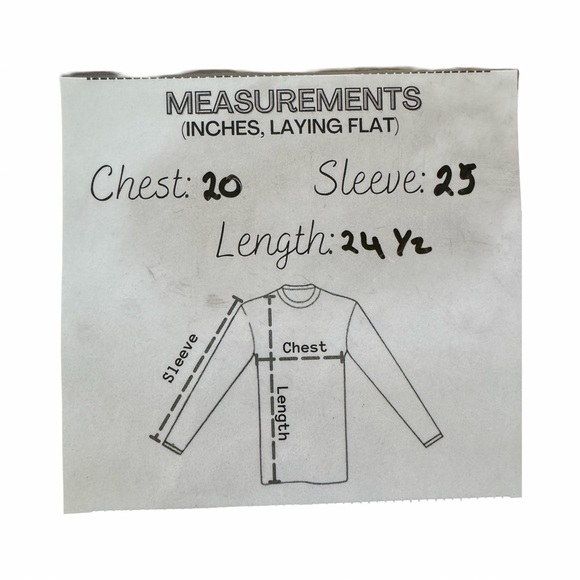 MEASUREMENTS
(INCHES, LAYING FLAT)
Chest: 20 Sleeve: 25
Length: 24 1/2
Sleeve
Chest
Length